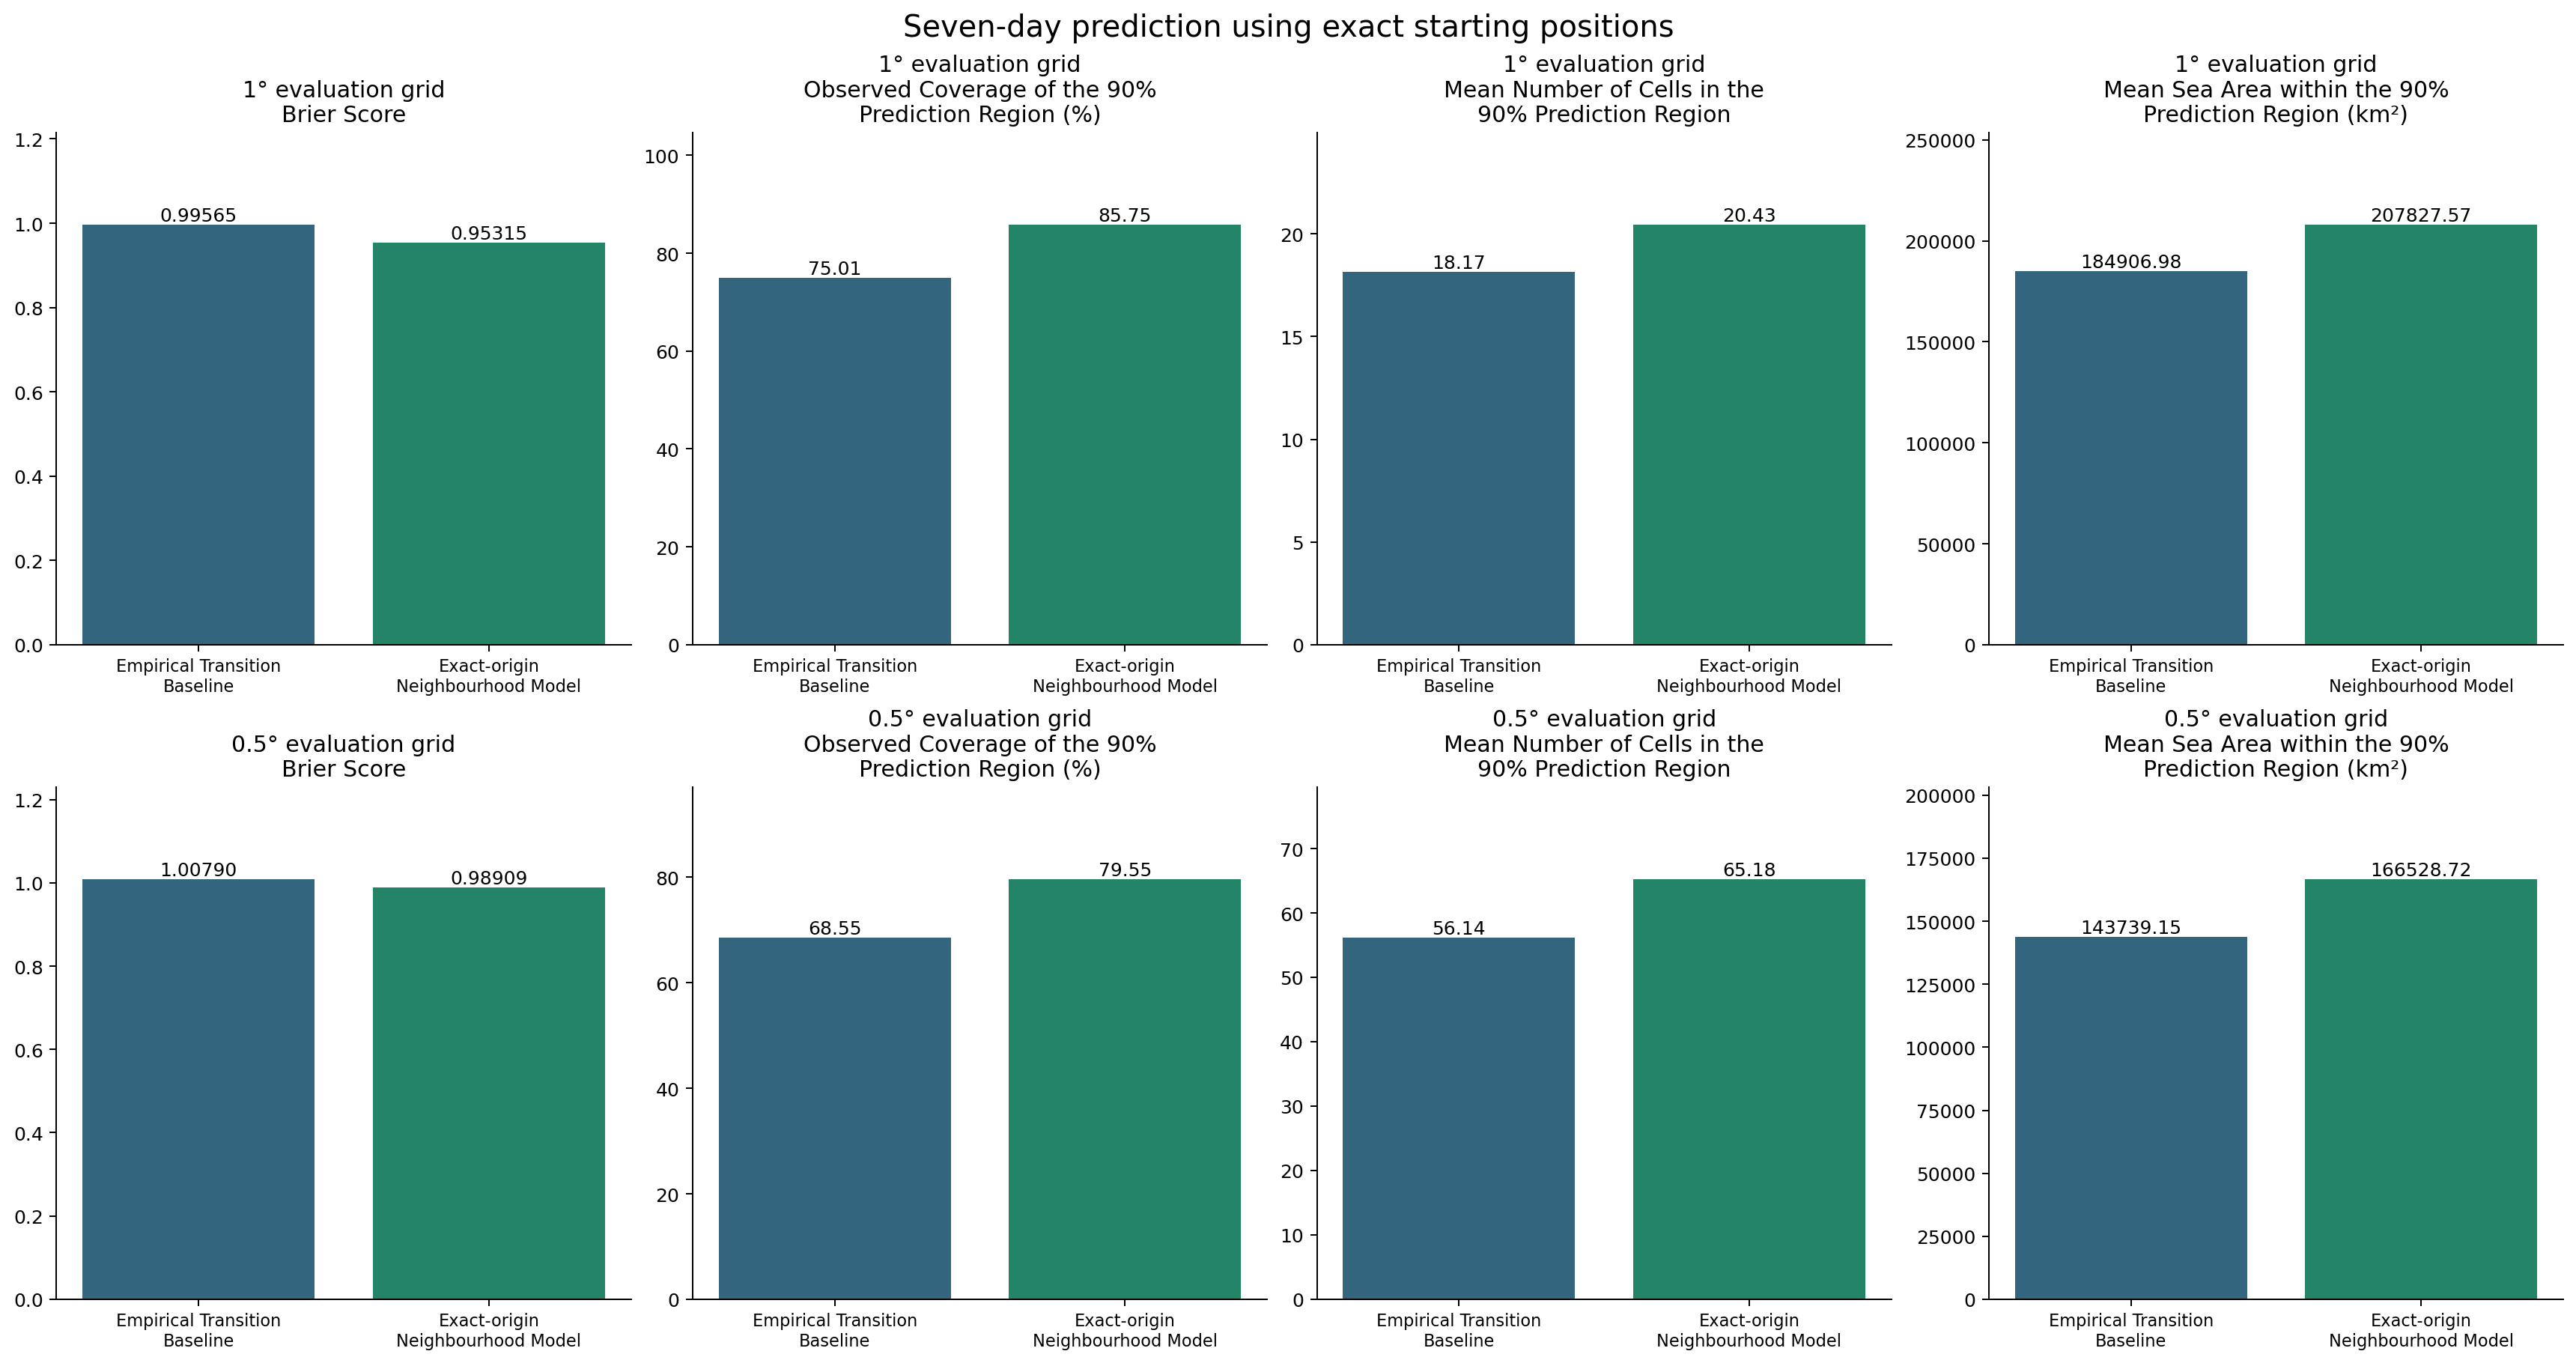 Seven-day prediction using exact starting positions
1° evaluation grid
Brier Score
1.2
1.0
0.8
0.6
0.4
0.2
0.0
0.99565
0.95315
Empirical Transition
Baseline
Exact-origin
Neighbourhood Model
1° evaluation grid
Observed Coverage of the 90%
Prediction Region (%)
100
80
60
40
20
0
75.01
85.75
Empirical Transition
Baseline
Exact-origin
Neighbourhood Model
1° evaluation grid
Mean Number of Cells in the
90% Prediction Region
20
15
10
5
0
18.17
20.43
Empirical Transition
Baseline
Exact-origin
Neighbourhood Model
1° evaluation grid
Mean Sea Area within the 90%
Prediction Region (km²)
250000
200000
150000
100000
50000
0
184906.98
207827.57
Empirical Transition
Baseline
Exact-origin
Neighbourhood Model
0.5° evaluation grid
Brier Score
1.2
1.0
0.8
0.6
0.4
0.2
0.0
1.00790
0.98909
Empirical Transition
Baseline
Exact-origin
Neighbourhood Model
0.5° evaluation grid
Observed Coverage of the 90%
Prediction Region (%)
80
60
40
20
0
68.55
79.55
Empirical Transition
Baseline
Exact-origin
Neighbourhood Model
0.5° evaluation grid
Mean Number of Cells in the
90% Prediction Region
70
60
50
40
30
20
10
0
56.14
65.18
Empirical Transition
Baseline
Exact-origin
Neighbourhood Model
0.5° evaluation grid
Mean Sea Area within the 90%
Prediction Region (km²)
200000
175000
150000
125000
100000
75000
50000
25000
0
143739.15
166528.72
Empirical Transition
Baseline
Exact-origin
Neighbourhood Model